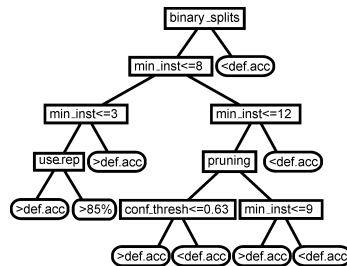 binary_splits
min_inst<=8
<def.acc
min_inst<=3
min_inst<=12
use.rep
>def.acc
pruning
<def.acc
>def.acc
>85%
conf_thresh<=0.63
min_inst<=9
>def.acc
<def.acc
>def.acc
<def.acc